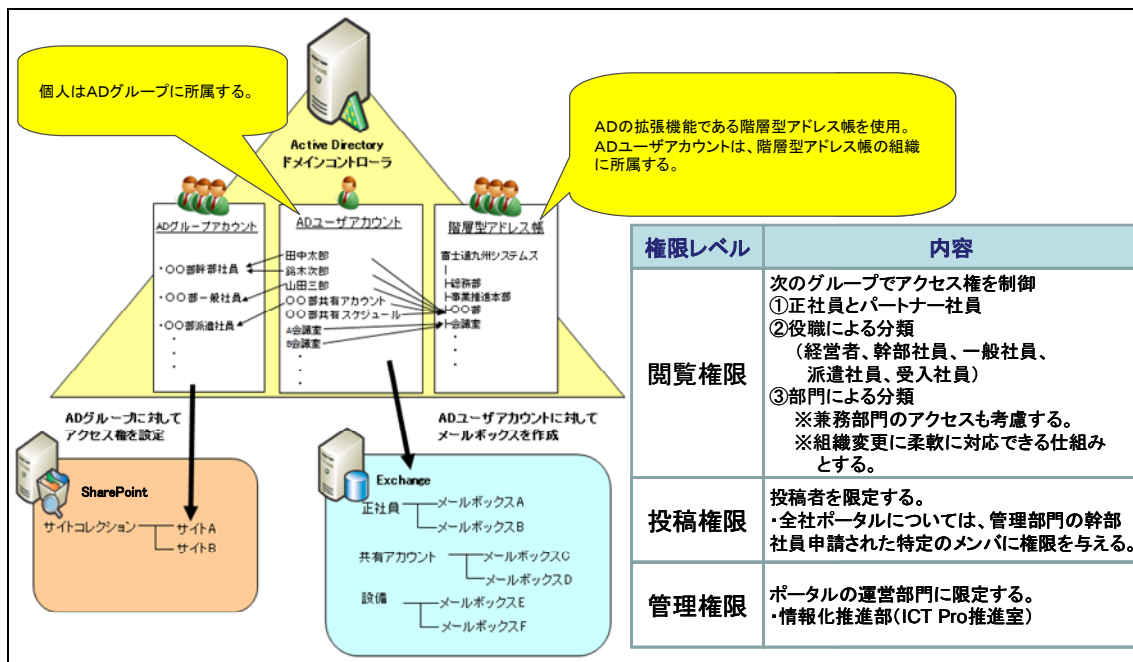 個人はADグループに所属する。
ADの拡張機能である階層型アドレス帳を使用。
ADユーザアカウントは、階層型アドレス帳の組織
に所属する。
Active Directory
ドメインコントローラ
ADグループアカウント
・〇〇部幹部社員
・〇〇部一般社員
・〇〇部派遣社員
・
・
・
ADユーザアカウント
田中太郎
鈴木次郎
山田三郎
〇〇部共有アカウント
〇〇部共有スケジュール
A会議室
B会議室
・
・
・
階層型アドレス帳
富士通九州システムズ
｜
├総務部
├事業推進本部
├〇〇部
├会議室
・
・
・
ADグループに対して
アクセス権を設定
ADユーザアカウントに対して
メールボックスを作成
SharePoint
サイトコレクション
サイトA
サイトB
Exchange
正社員
メールボックスA
メールボックスB
共有アカウント
メールボックスC
メールボックスD
設備
メールボックスE
メールボックスF
権限レベル
内容
閲覧権限
次のグループでアクセス権を制御
①正社員とパートナー社員
②役職による分類
（経営者、幹部社員、一般社員、
派遣社員、受入社員）
③部門による分類
※兼務部門のアクセスも考慮する。
※組織変更に柔軟に対応できる仕組み
とする。
投稿権限
投稿者を限定する。
・全社ポータルについては、管理部門の幹部
社員申請された特定のメンバに権限を与える。
管理権限
ポータルの運営部門に限定する。
・情報化推進部（ICT Pro推進室）